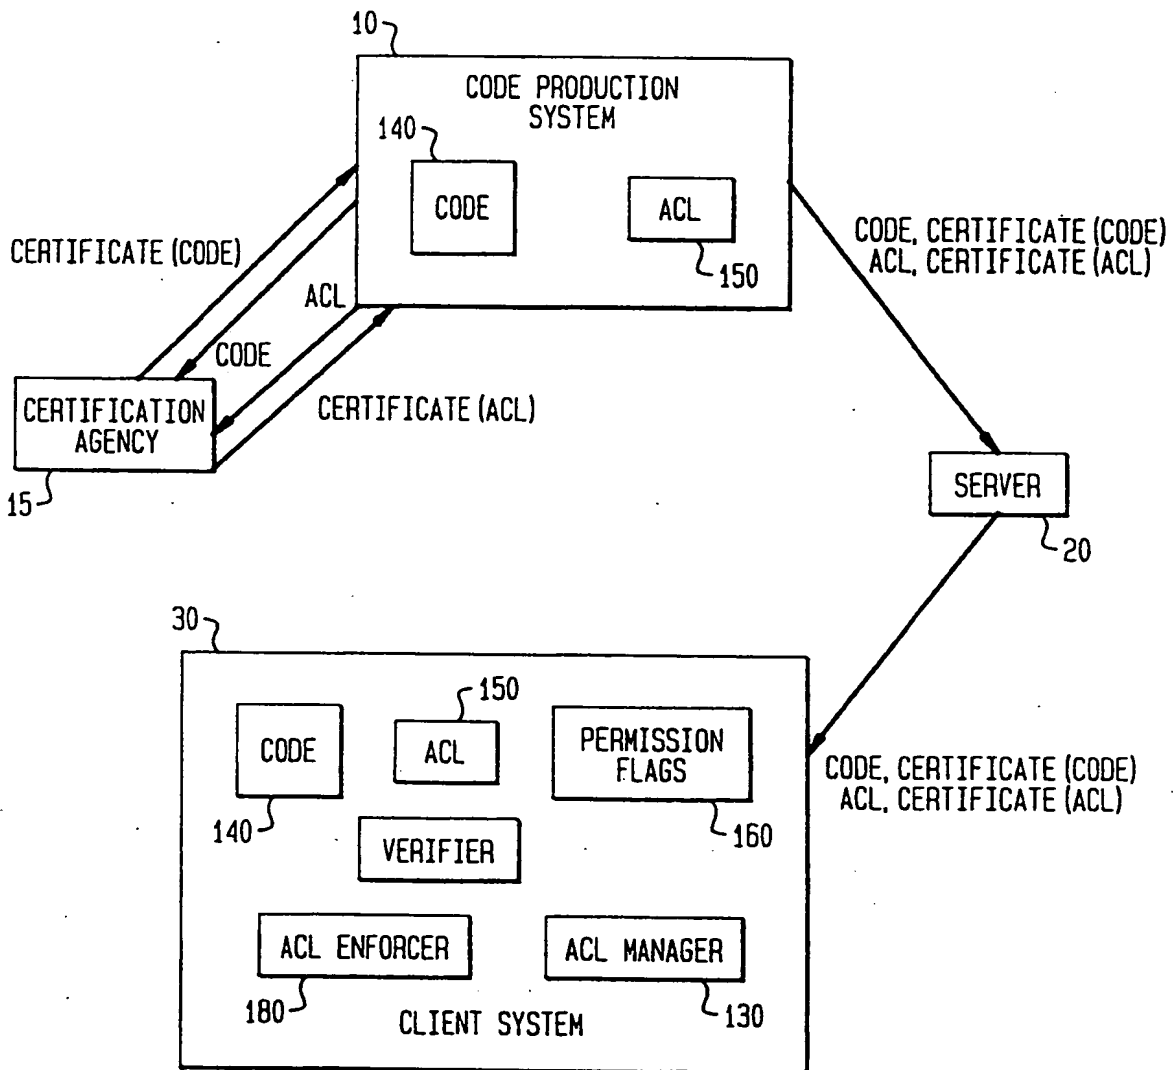 10
CODE PRODUCTION
SYSTEM
140
CODE
ACL
150
CERTIFICATE (CODE)
ACL
CODE
CERTIFICATE (ACL)
CODE, CERTIFICATE (CODE)
ACL, CERTIFICATE (ACL)
CERTIFICATION
AGENCY
15
SERVER
20
30
CODE
140
150
ACL
PERMISSION
FLAGS
160
CODE, CERTIFICATE (CODE)
ACL, CERTIFICATE (ACL)
VERIFIER
ACL ENFORCER
180
ACL MANAGER
130
CLIENT SYSTEM